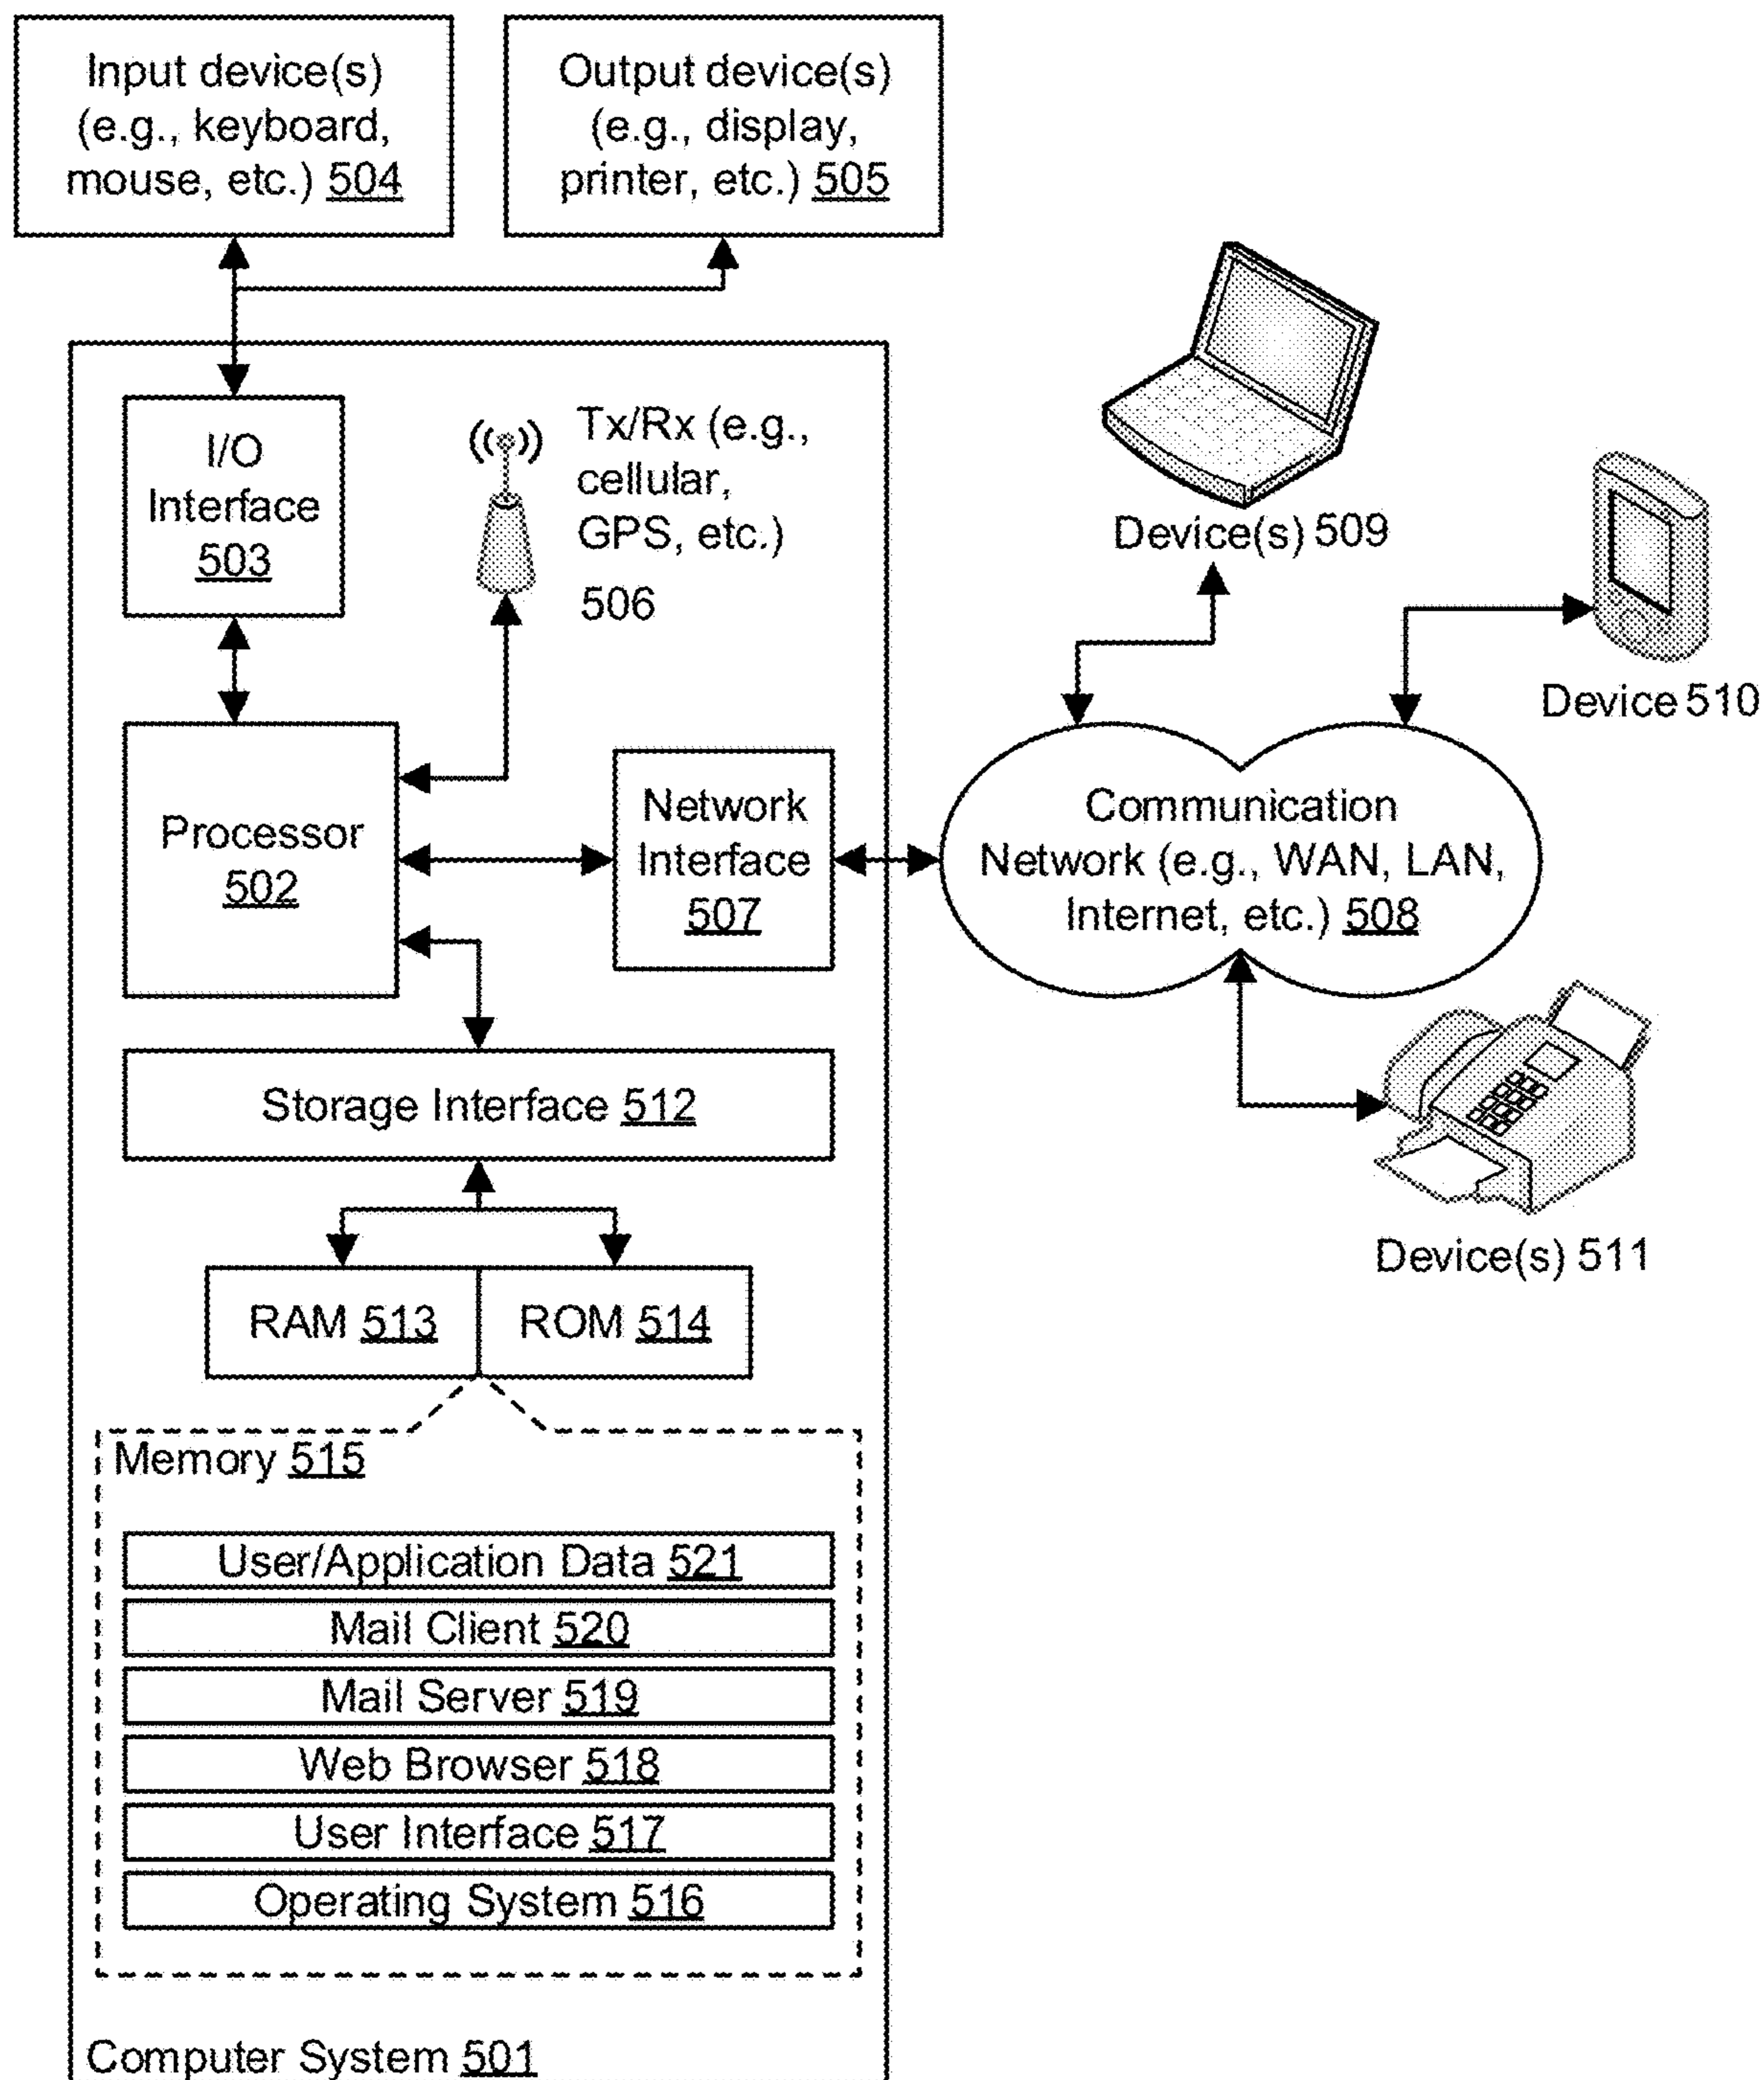 Input device(s)
(e.g., keyboard,
mouse, etc.) 504
Output device(s)
(e.g., display,
printer, etc.) 505
I/O
Interface
503
Tx/Rx (e.g.,
cellular,
GPS, etc.)
506
Device(s) 509
Device 510
Processor
502
Network
Interface
507
Communication
Network (e.g., WAN, LAN,
Internet, etc.) 508
Storage Interface 512
Device(s) 511
RAM 513
ROM 514
Memory 515
User/Application Data 521
Mail Client 520
Mail Server 519
Web Browser 518
User Interface 517
Operating System 516
Computer System 501